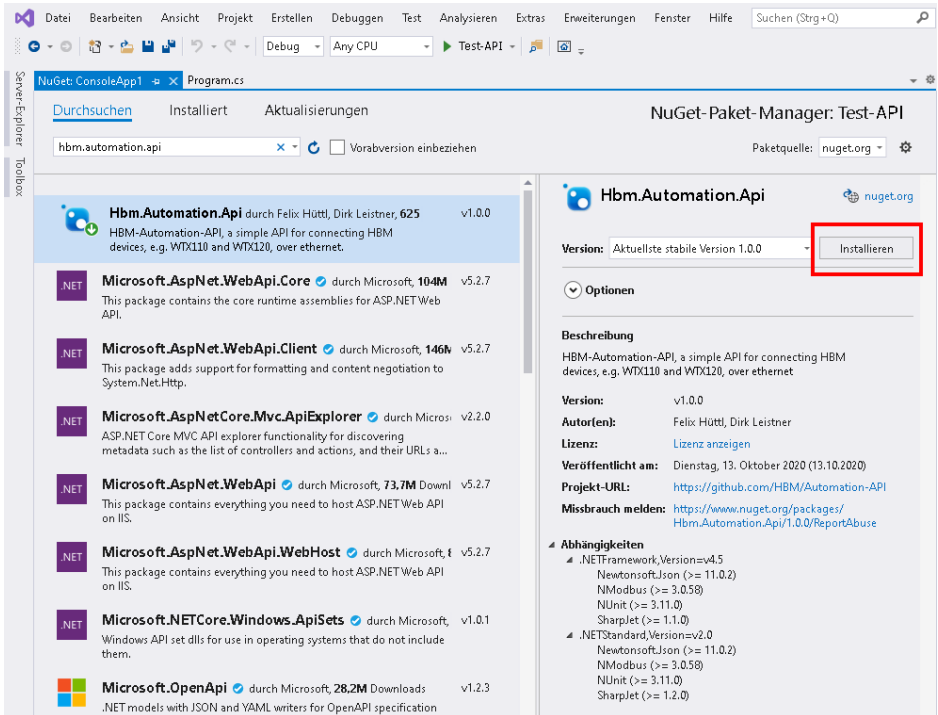 Datei Bearbeiten Ansicht Projekt Erstellen Debuggen Test Analysieren Extras Erweiterungen Fenster Hilfe Suchen (Strg+Q)
Debug Any CPU Test-API
Server-Explorer
Toolbox
NuGet: ConsoleApp1 Program.cs
Durchsuchen Installiert Aktualisierungen
NuGet-Paket-Manager: Test-API
hbm.automation.api
Vorabversion einbeziehen
Paketquelle: nuget.org
Hbm.Automation.Api durch Felix Hüttl, Dirk Leistner, 625 v1.0.0
HBM-Automation-API, a simple API for connecting HBM
devices, e.g. WTX110 and WTX120, over ethernet.
.NET
Microsoft.AspNet.WebApi.Core durch Microsoft, 104M v5.2.7
This package contains the core runtime assemblies for ASP.NET Web
API.
.NET
Microsoft.AspNet.WebApi.Client durch Microsoft, 146M v5.2.7
This package adds support for formatting and content negotiation to
System.Net.Http.
.NET
Microsoft.AspNetCore.Mvc.ApiExplorer durch Micros v2.2.0
ASP.NET Core MVC API explorer functionality for discovering
metadata such as the list of controllers and actions, and their URLs a...
.NET
Microsoft.AspNet.WebApi durch Microsoft, 73,7M Downl v5.2.7
This package contains everything you need to host ASP.NET Web API
on IIS.
.NET
Microsoft.AspNet.WebApi.WebHost durch Microsoft, v5.2.7
This package contains everything you need to host ASP.NET Web API
on IIS.
.NET
Microsoft.NETCore.Windows.ApiSets durch Microsoft, v1.0.1
Windows API set dlls for use in operating systems that do not include
them.
Microsoft.OpenApi durch Microsoft, 28,2M Downloads v1.2.3
.NET models with JSON and YAML writers for OpenAPI specification
Hbm.Automation.Api nuget.org
Version: Aktuellste stabile Version 1.0.0 Installieren
Optionen
Beschreibung
HBM-Automation-API, a simple API for connecting HBM
devices, e.g. WTX110 and WTX120, over ethernet
Version: v1.0.0
Autor(en): Felix Hüttl, Dirk Leistner
Lizenz: Lizenz anzeigen
Veröffentlicht am: Dienstag, 13. Oktober 2020 (13.10.2020)
Projekt-URL: https://github.com/HBM/Automation-API
Missbrauch melden: https://www.nuget.org/packages/
Hbm.Automation.Api/1.0.0/ReportAbuse
Abhängigkeiten
.NETFramework,Version=v4.5
Newtonsoft.Json (>= 11.0.2)
NModbus (>= 3.0.58)
NUnit (>= 3.11.0)
SharpJet (>= 1.1.0)
.NETStandard,Version=v2.0
Newtonsoft.Json (>= 11.0.2)
NModbus (>= 3.0.58)
NUnit (>= 3.11.0)
SharpJet (>= 1.2.0)